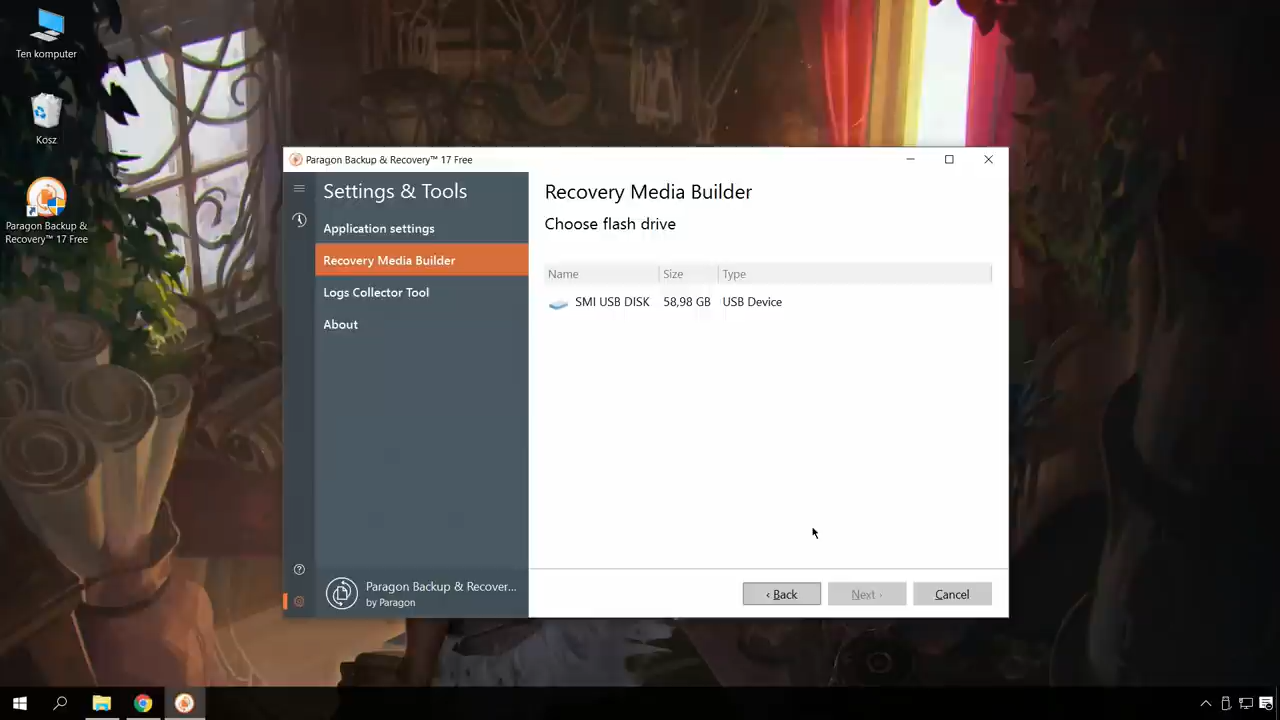 Ten komputer
Kosz
Paragon Backup &
Recovery™ 17 Free
Paragon Backup & Recovery™ 17 Free
Settings & Tools
Application settings
Recovery Media Builder
Logs Collector Tool
About
Paragon Backup & Recover...
by Paragon
Recovery Media Builder
Choose flash drive
Name Size Type
SMI USB DISK 58,98 GB USB Device
‹ Back Next › Cancel